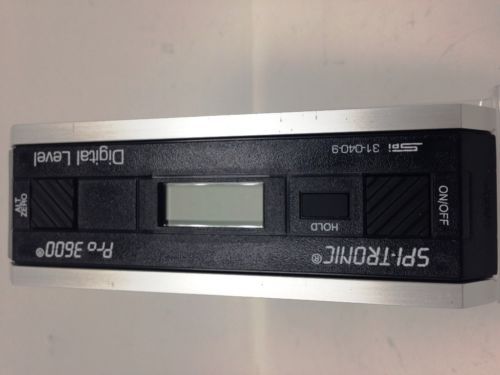 SPI-TRONIC® Pro 3600®
ON/OFF
HOLD
ALT. ZERO
SPI 31-040-9 Digital Level